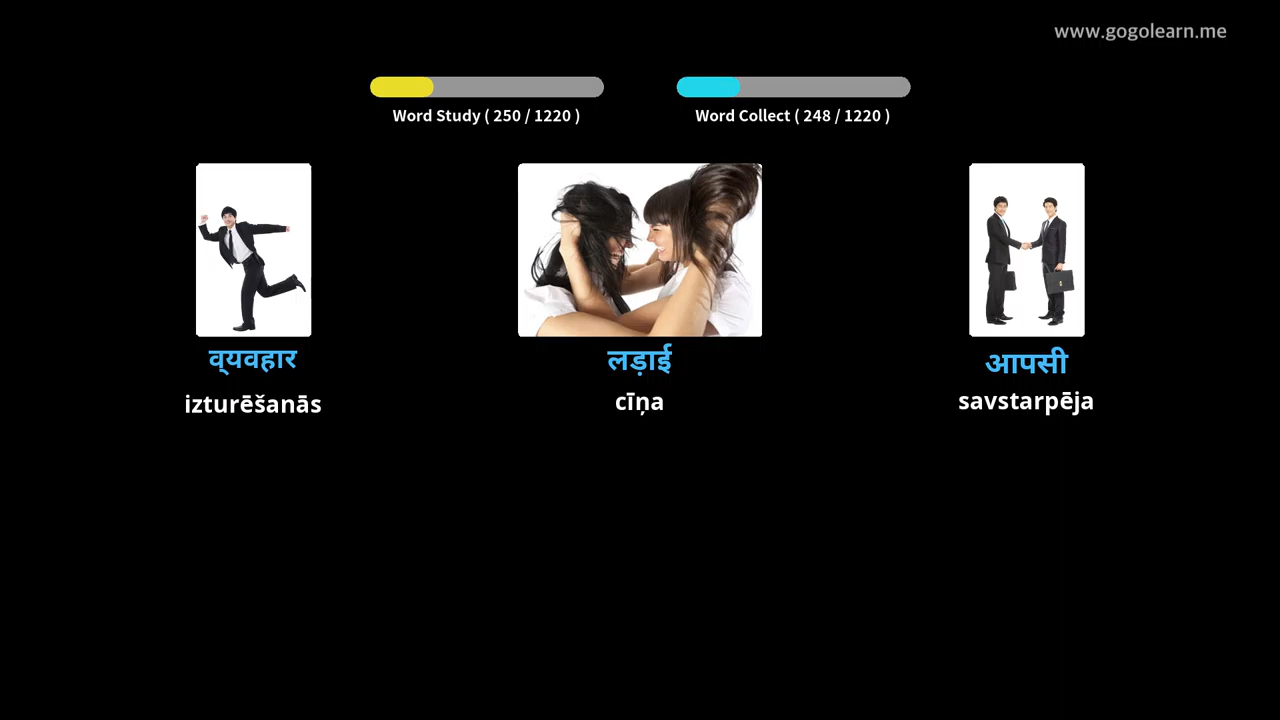 www.gogolearn.me
Word Study ( 250 / 1220 )
Word Collect ( 248 / 1220 )
व्‍यवहार
लड़ाई
आपसी
izturēšanās
cīņa
savstarpēja